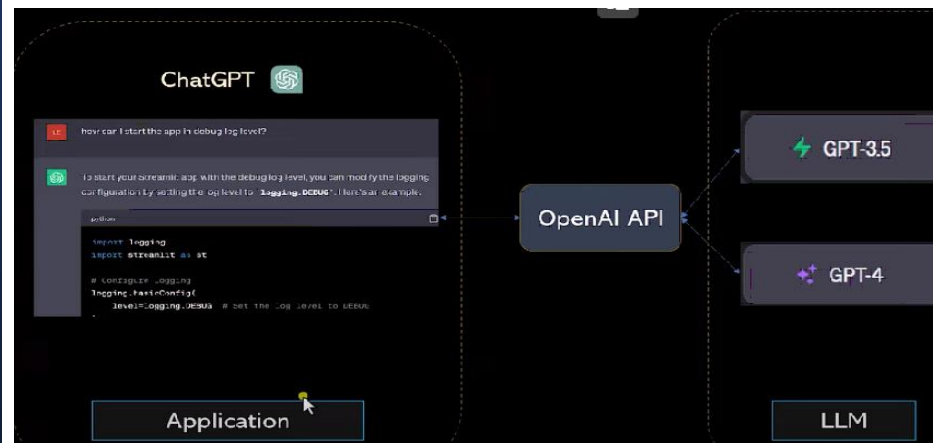 ChatGPT
how can I start the app in debug log level?
To start your Streamlit app with the debug log level, you can modify the logging
configuration by setting the log level to `logging.DEBUG`. Here's an example:
python
import logging
import streamlit as st
# Configure logging
logging.basicConfig(
level=logging.DEBUG # Set the log level to DEBUG
OpenAI API
GPT-3.5
GPT-4
Application
LLM